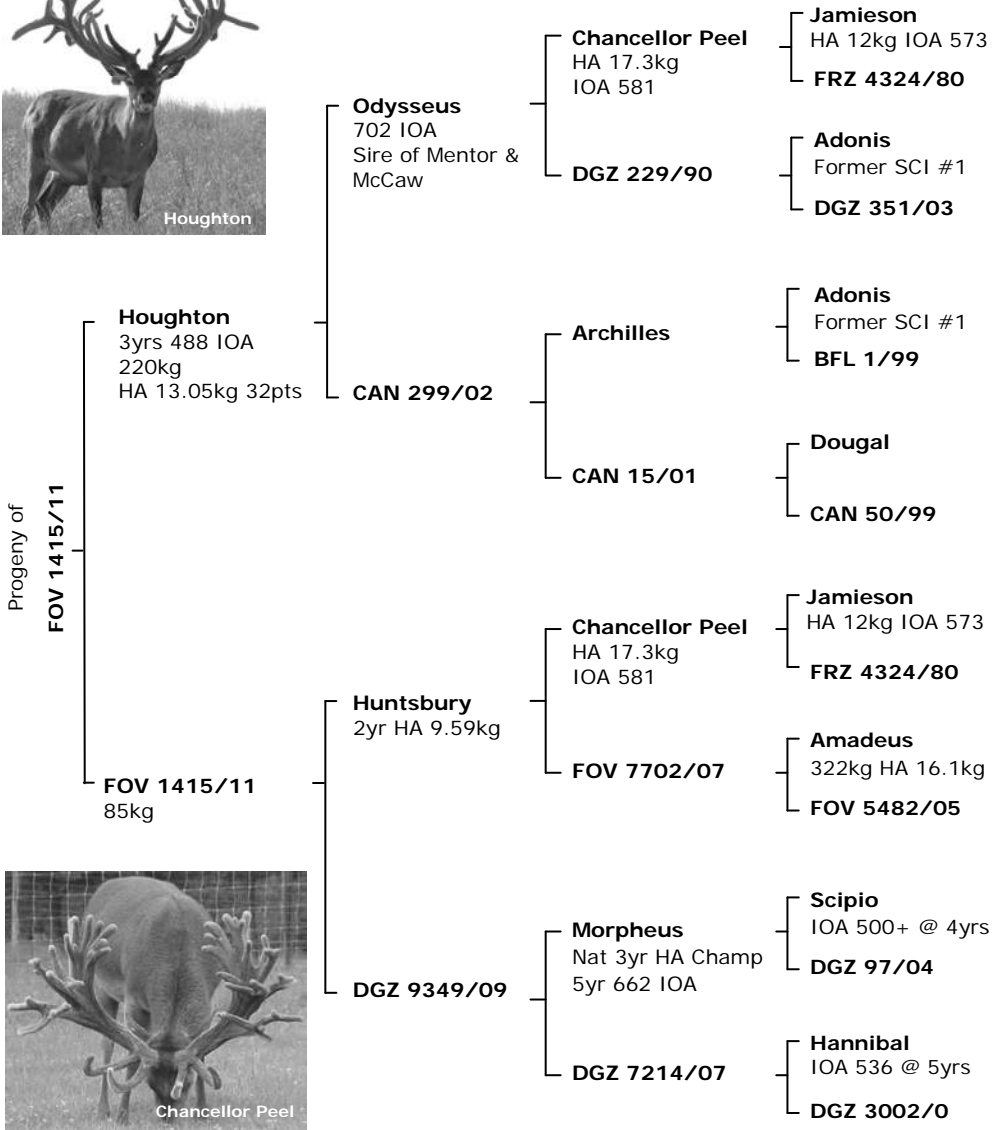 Houghton
Progeny of
FOV 1415/11
Houghton
3yrs 488 IOA
220kg
HA 13.05kg 32pts
FOV 1415/11
85kg
Odysseus
702 IOA
Sire of Mentor &
McCaw
CAN 299/02
Huntsbury
2yr HA 9.59kg
DGZ 9349/09
Chancellor Peel
HA 17.3kg
IOA 581
DGZ 229/90
Archilles
CAN 15/01
Chancellor Peel
HA 17.3kg
IOA 581
FOV 7702/07
Morpheus
Nat 3yr HA Champ
5yr 662 IOA
DGZ 7214/07
Jamieson
HA 12kg IOA 573
FRZ 4324/80
Adonis
Former SCI #1
DGZ 351/03
Adonis
Former SCI #1
BFL 1/99
Dougal
CAN 50/99
Jamieson
HA 12kg IOA 573
FRZ 4324/80
Amadeus
322kg HA 16.1kg
FOV 5482/05
Scipio
IOA 500+ @ 4yrs
DGZ 97/04
Hannibal
IOA 536 @ 5yrs
DGZ 3002/0
Chancellor Peel